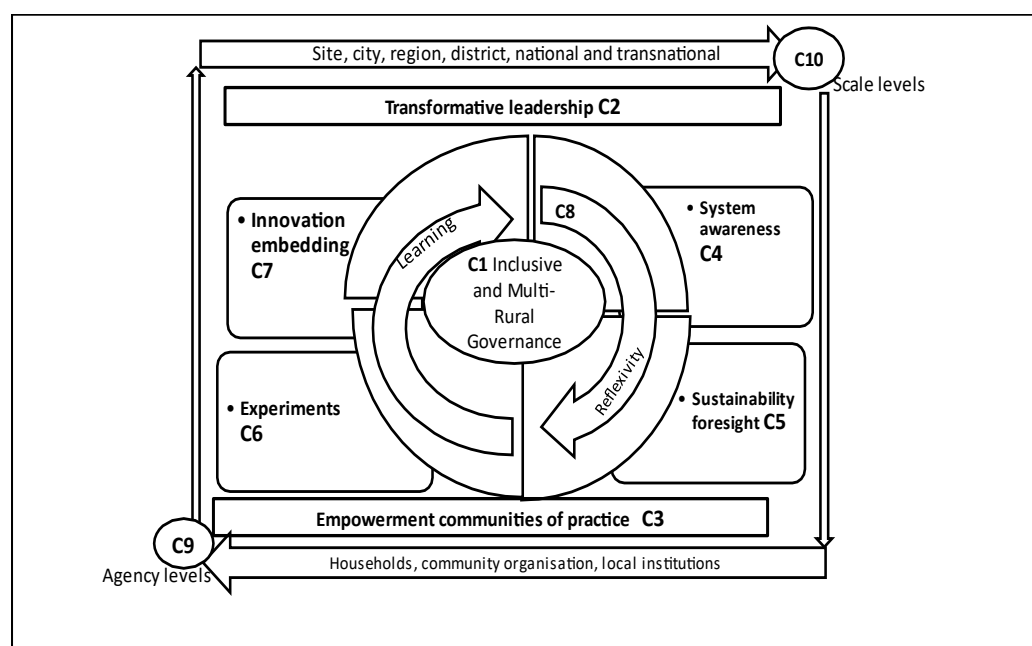 Site, city, region, district, national and transnational
C10
Scale levels
Transformative leadership C2
• Innovation
embedding
C7
Learning
C8
• System
awareness
C4
C1 Inclusive
and Multi-
Rural
Governance
• Experiments
C6
Reflexivity
• Sustainability
foresight C5
Empowerment communities of practice C3
C9
Agency levels
Households, community organisation, local institutions